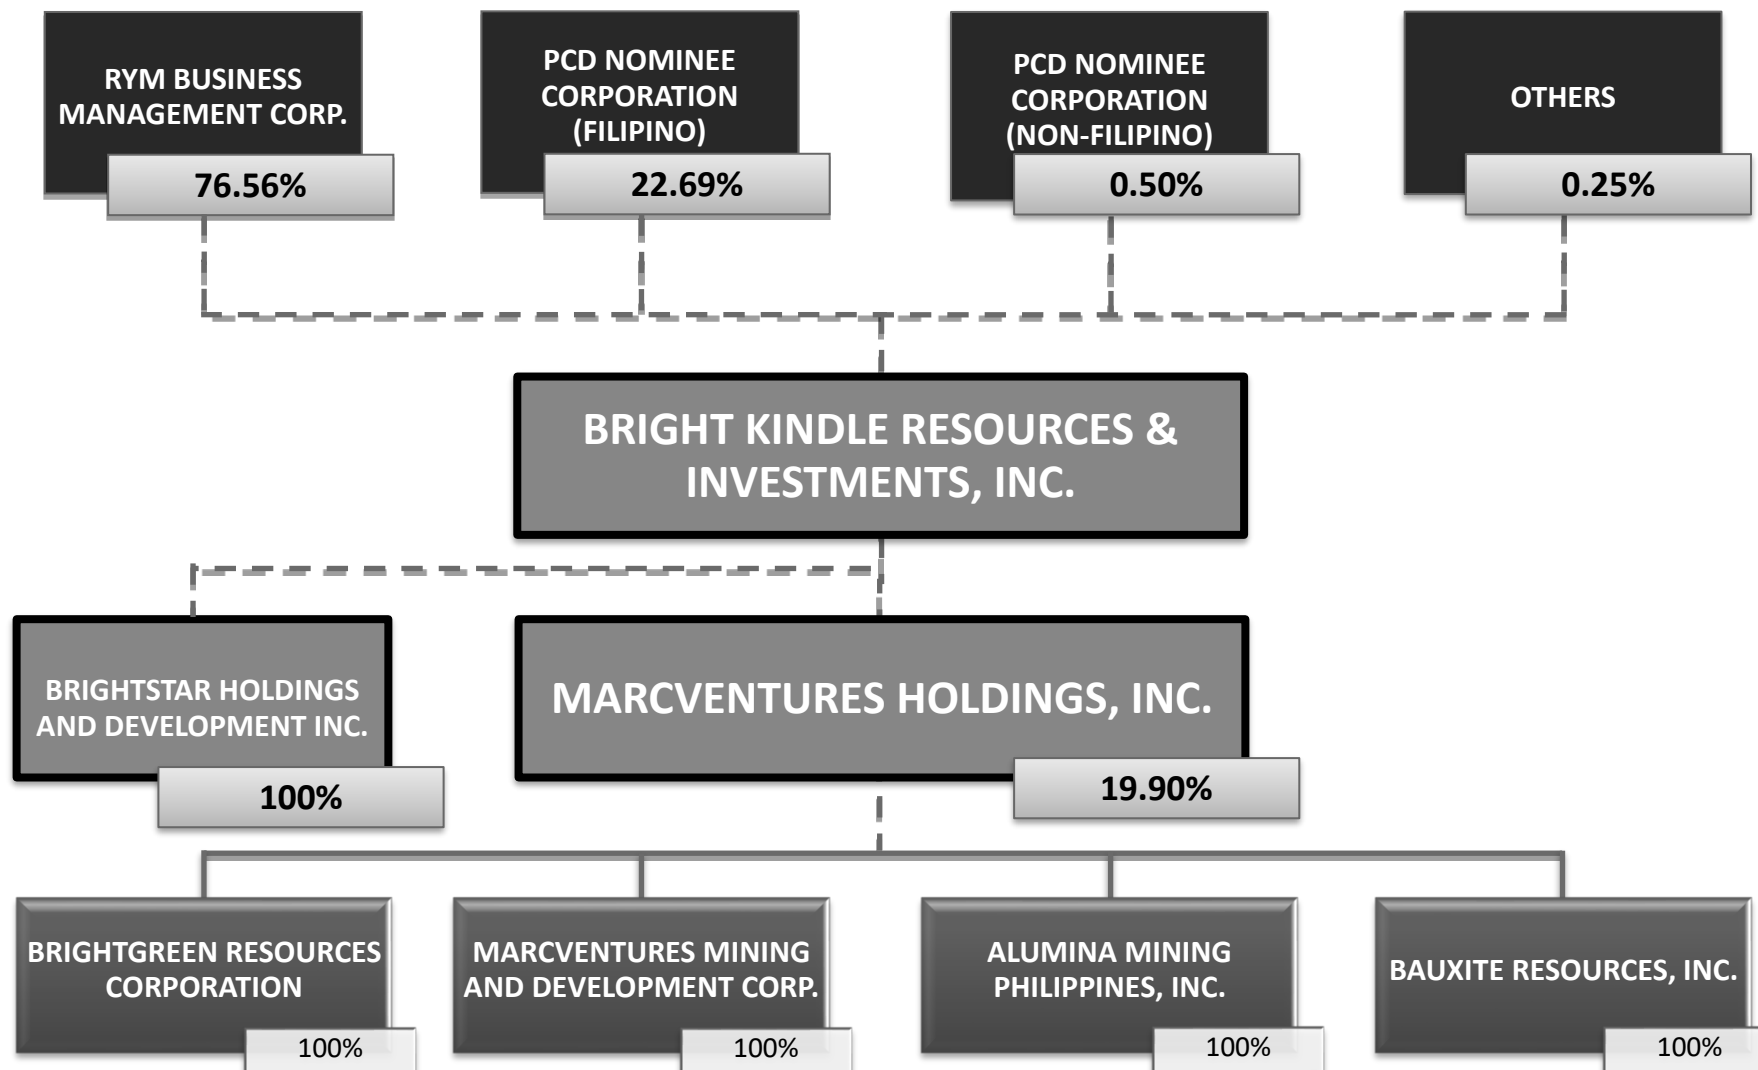 RYM BUSINESS
MANAGEMENT CORP.
76.56%
PCD NOMINEE
CORPORATION
(FILIPINO)
22.69%
PCD NOMINEE
CORPORATION
(NON-FILIPINO)
0.50%
OTHERS
0.25%
BRIGHT KINDLE RESOURCES &
INVESTMENTS, INC.
BRIGHTSTAR HOLDINGS
AND DEVELOPMENT INC.
100%
MARCVENTURES HOLDINGS, INC.
19.90%
BRIGHTGREEN RESOURCES
CORPORATION
100%
MARCVENTURES MINING
AND DEVELOPMENT CORP.
100%
ALUMINA MINING
PHILIPPINES, INC.
100%
BAUXITE RESOURCES, INC.
100%